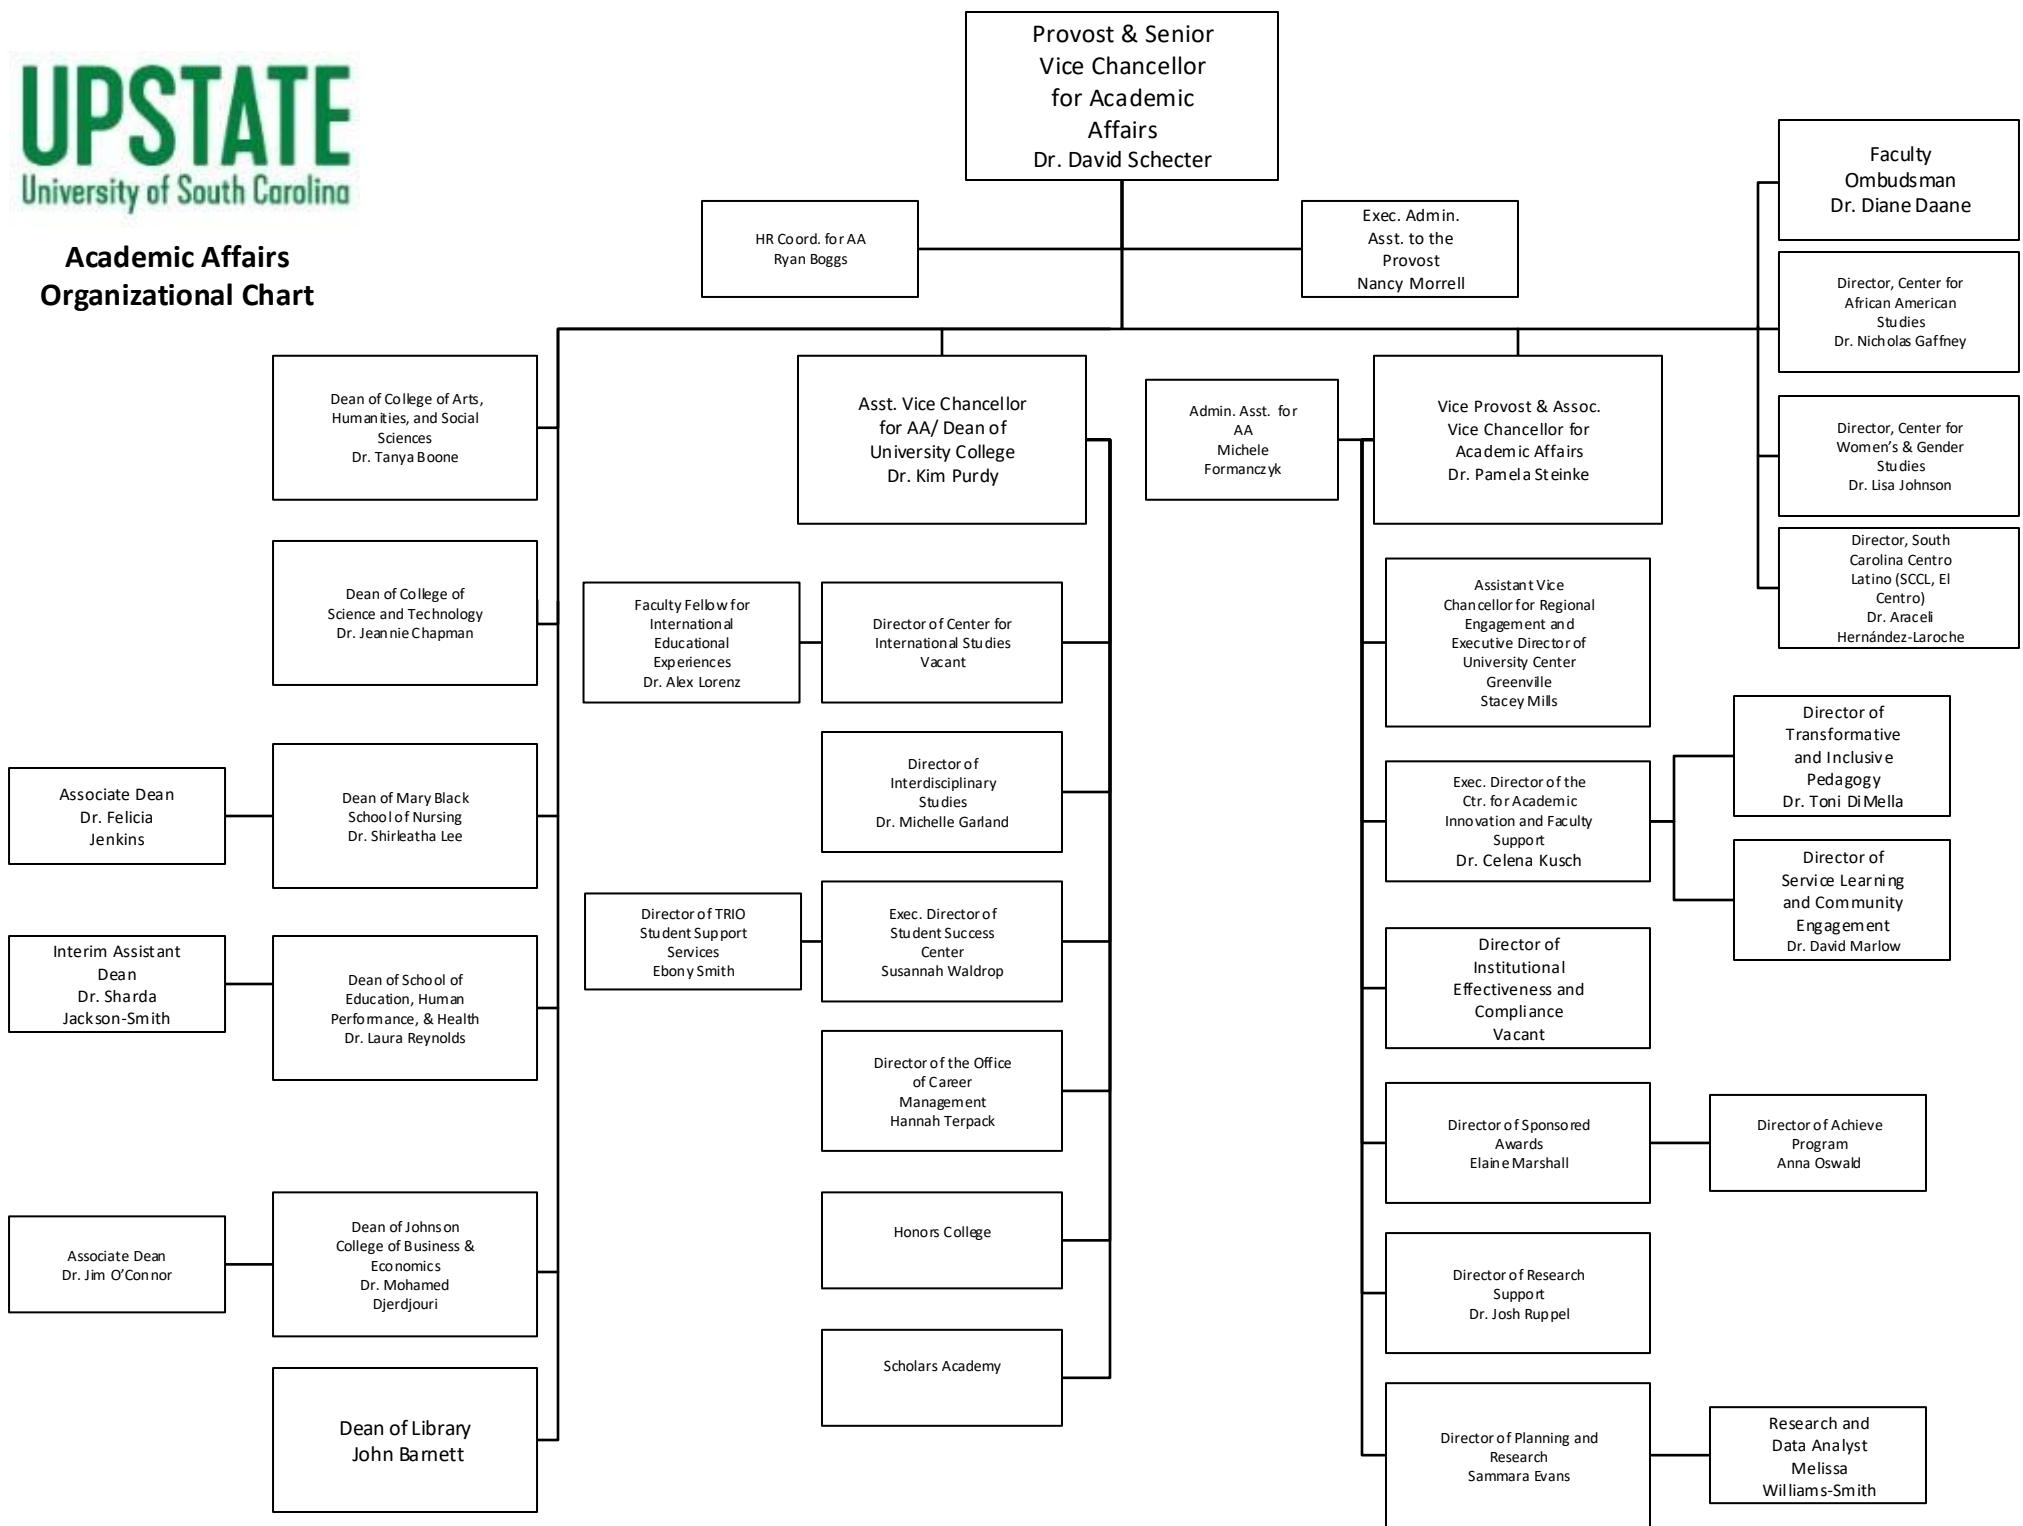 UPSTATE
University of South Carolina
Academic Affairs
Organizational Chart
Provost & Senior
Vice Chancellor
for Academic
Affairs
Dr. David Schecter
HR Coord. for AA
Ryan Boggs
Exec. Admin.
Asst. to the
Provost
Nancy Morrell
Faculty
Ombudsman
Dr. Diane Daane
Director, Center for
African American
Studies
Dr. Nicholas Gaffney
Director, Center for
Women's & Gender
Studies
Dr. Lisa Johnson
Director, South
Carolina Centro
Latino (SCCL, El
Centro)
Dr. Araceli
Hernández-Laroche
Dean of College of Arts,
Humanities, and Social
Sciences
Dr. Tanya Boone
Dean of College of
Science and Technology
Dr. Jeannie Chapman
Associate Dean
Dr. Felicia
Jenkins
Dean of Mary Black
School of Nursing
Dr. Shirleatha Lee
Interim Assistant
Dean
Dr. Sharda
Jackson-Smith
Dean of School of
Education, Human
Performance, & Health
Dr. Laura Reynolds
Associate Dean
Dr. Jim O'Connor
Dean of Johnson
College of Business &
Economics
Dr. Mohamed
Djerdjouri
Dean of Library
John Barnett
Asst. Vice Chancellor
for AA/ Dean of
University College
Dr. Kim Purdy
Faculty Fellow for
International
Educational
Experiences
Dr. Alex Lorenz
Director of Center for
International Studies
Vacant
Director of
Interdisciplinary
Studies
Dr. Michelle Garland
Director of TRIO
Student Support
Services
Ebony Smith
Exec. Director of
Student Success
Center
Susannah Waldrop
Director of the Office
of Career
Management
Hannah Terpack
Honors College
Scholars Academy
Admin. Asst. for
AA
Michele
Formanczyk
Vice Provost & Assoc.
Vice Chancellor for
Academic Affairs
Dr. Pamela Steinke
Assistant Vice
Chancellor for Regional
Engagement and
Executive Director of
University Center
Greenville
Stacey Mills
Exec. Director of the
Ctr. for Academic
Innovation and Faculty
Support
Dr. Celena Kusch
Director of
Transformative
and Inclusive
Pedagogy
Dr. Toni DiMella
Director of
Service Learning
and Community
Engagement
Dr. David Marlow
Director of
Institutional
Effectiveness and
Compliance
Vacant
Director of Sponsored
Awards
Elaine Marshall
Director of Achieve
Program
Anna Oswald
Director of Research
Support
Dr. Josh Ruppel
Director of Planning and
Research
Sammara Evans
Research and
Data Analyst
Melissa
Williams-Smith